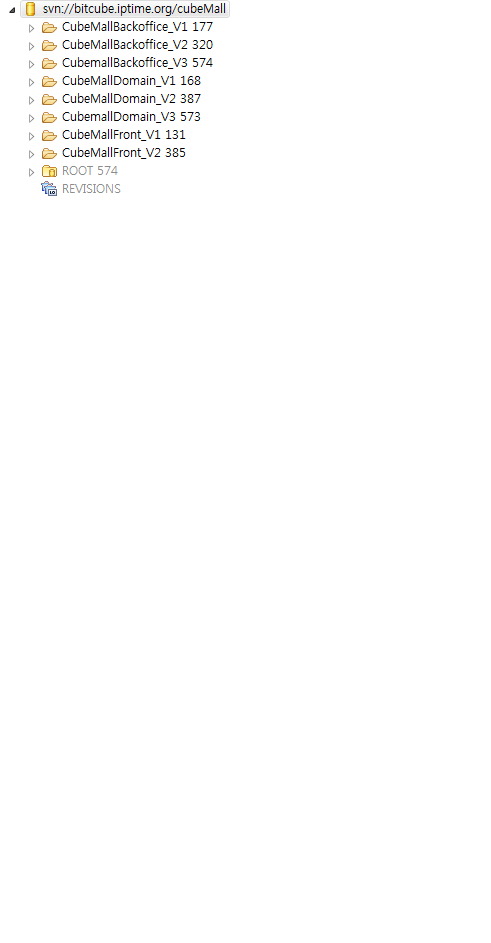 svn://bitcube.iptime.org/cubeMall
CubeMallBackoffice_V1 177
CubeMallBackoffice_V2 320
CubemallBackoffice_V3 574
CubeMallDomain_V1 168
CubeMallDomain_V2 387
CubemallDomain_V3 573
CubeMallFront_V1 131
CubeMallFront_V2 385
ROOT 574
REVISIONS